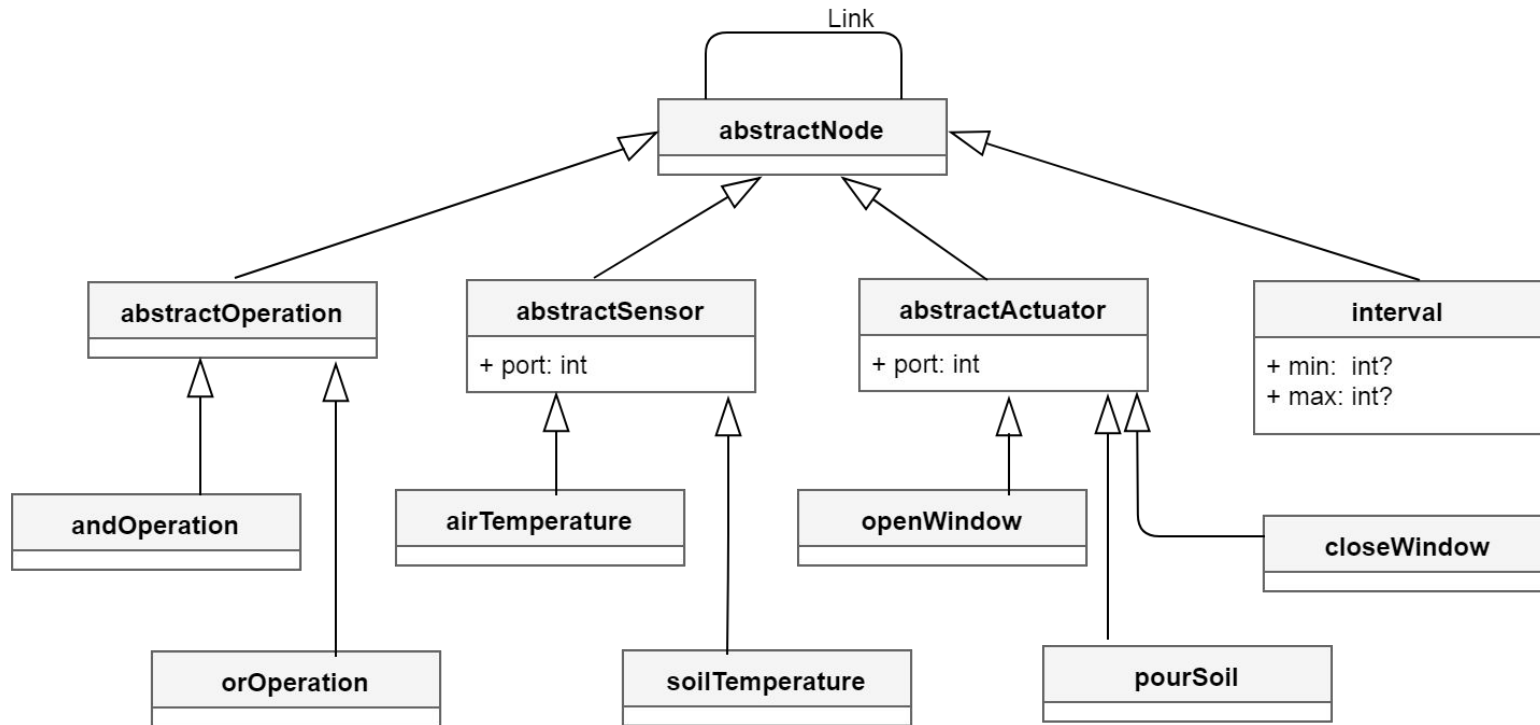 Link
abstractNode
abstractOperation
abstractSensor
+ port: int
abstractActuator
+ port: int
interval
+ min:  int?
+ max: int?
andOperation
airTemperature
openWindow
closeWindow
orOperation
soilTemperature
pourSoil